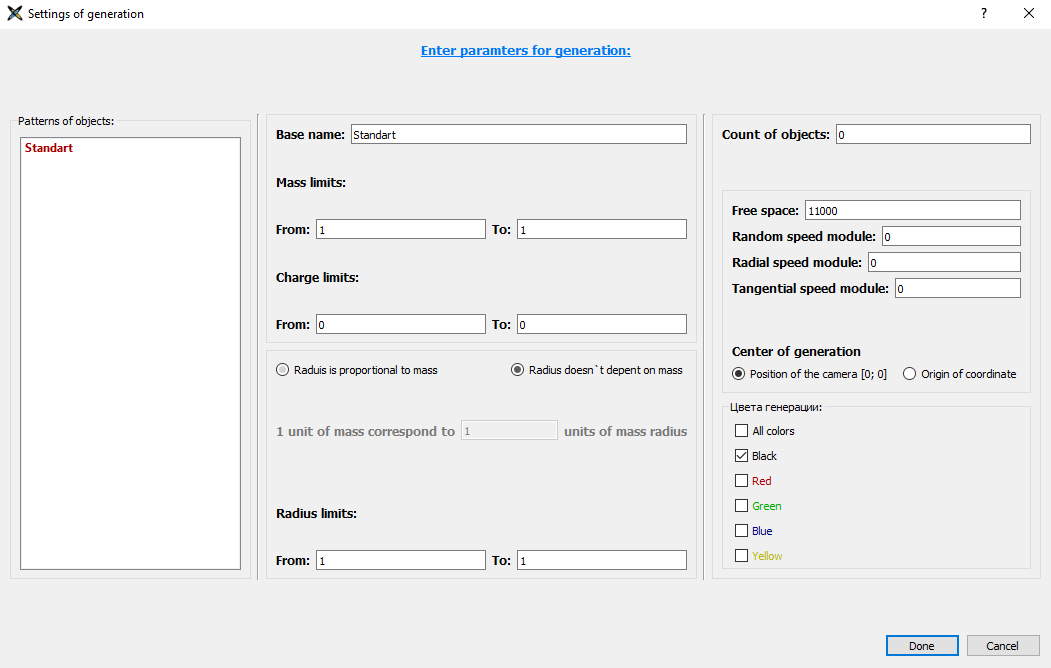 Settings of generation
?
Enter paramters for generation:
Patterns of objects:
Standart
Base name: Standart
Mass limits:
From: 1 To: 1
Charge limits:
From: 0 To: 0
Raduis is proportional to mass
Radius doesn`t depent on mass
1 unit of mass correspond to 1 units of mass radius
Radius limits:
From: 1 To: 1
Count of objects: 0
Free space: 11000
Random speed module: 0
Radial speed module: 0
Tangential speed module: 0
Center of generation
Position of the camera [0; 0]
Origin of coordinate
Цвета генерации:
All colors
Black
Red
Green
Blue
Yellow
Done
Cancel